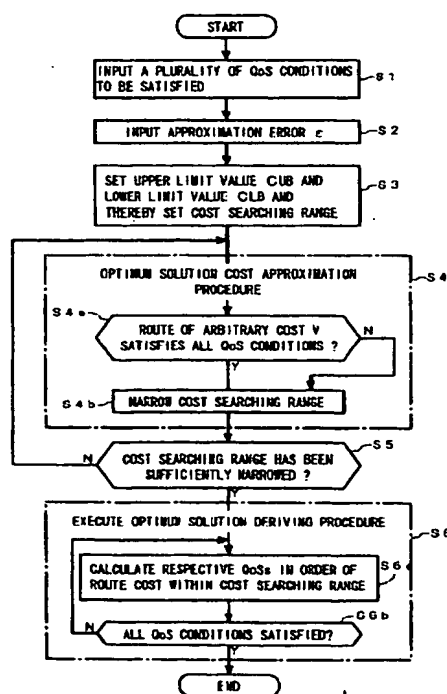 START
INPUT A PLURALITY OF QoS CONDITIONS
TO BE SATISFIED
S1
INPUT APPROXIMATION ERROR ε
S2
SET UPPER LIMIT VALUE CUB AND
LOWER LIMIT VALUE CLB AND
THEREBY SET COST SEARCHING RANGE
S3
OPTIMUM SOLUTION COST APPROXIMATION
PROCEDURE
S4
S4a
ROUTE OF ARBITRARY COST V
SATISFIES ALL QoS CONDITIONS ?
N
Y
NARROW COST SEARCHING RANGE
S4b
S5
N
COST SEARCHING RANGE HAS BEEN
SUFFICIENTLY NARROWED ?
Y
EXECUTE OPTIMUM SOLUTION DERIVING PROCEDURE
S6
CALCULATE RESPECTIVE QoSs IN ORDER OF
ROUTE COST WITHIN COST SEARCHING RANGE
N
ALL QoS CONDITIONS SATISFIED?
Y
END